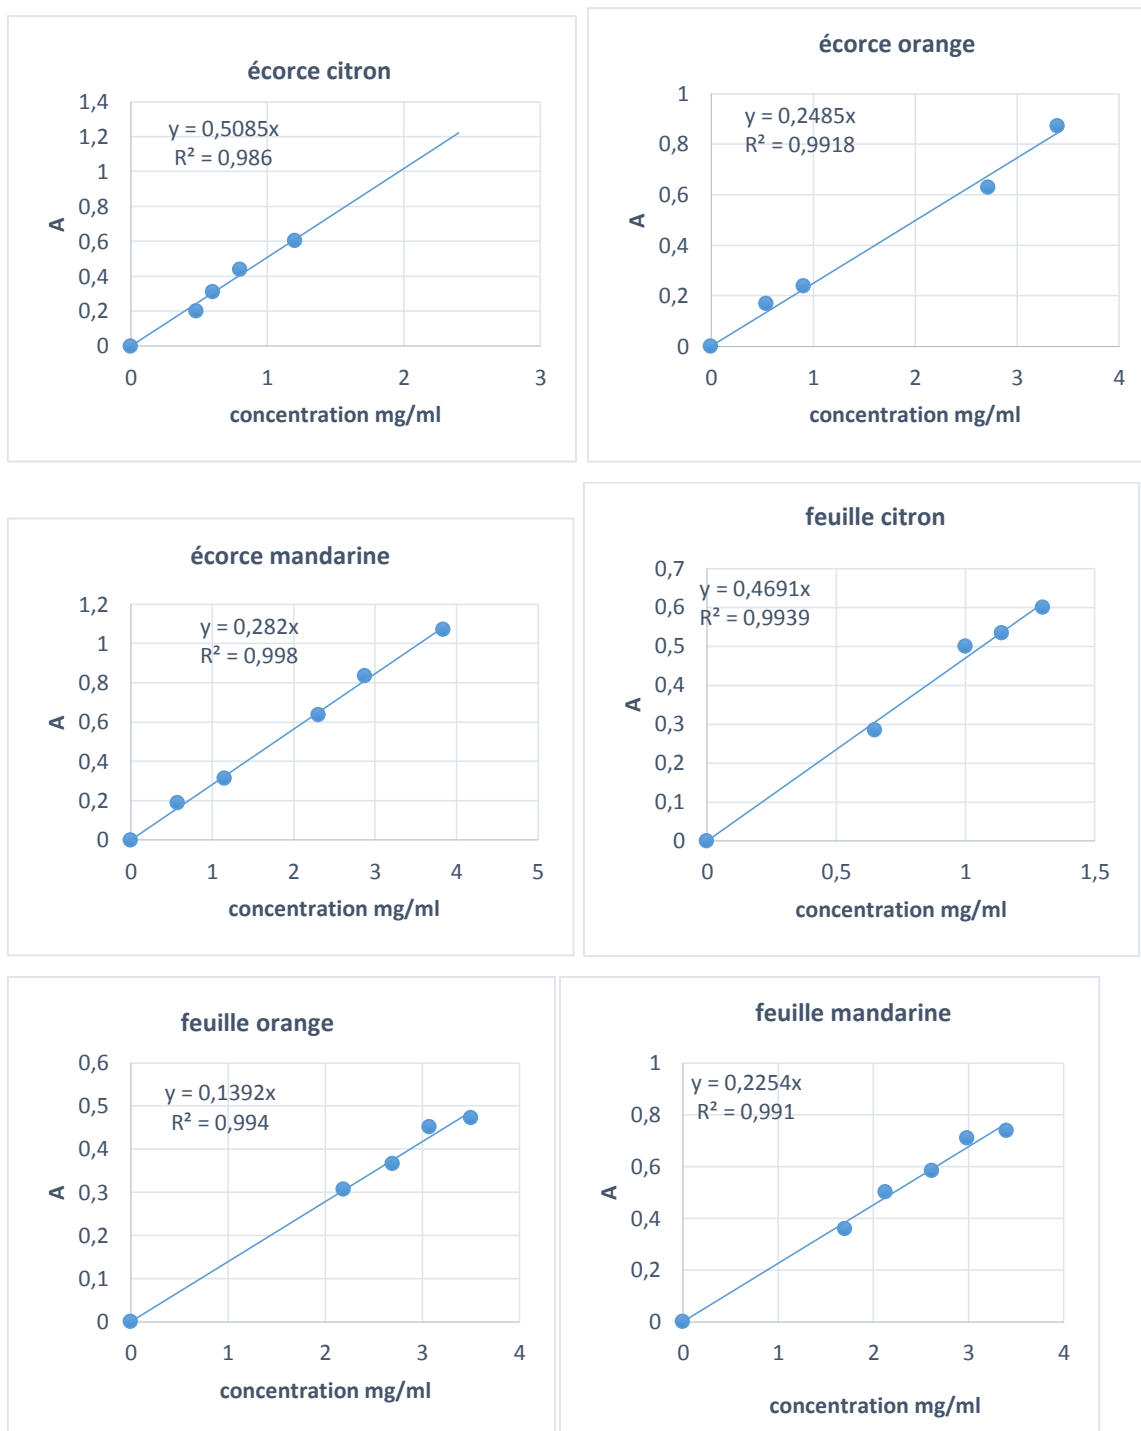 écorce citron
y = 0,5085x
R² = 0,986
1,4
1,2
1
0,8
0,6
0,4
0,2
0
A
0 1 2 3
concentration mg/ml
écorce orange
y = 0,2485x
R² = 0,9918
1
0,8
0,6
0,4
0,2
0
A
0 1 2 3 4
concentration mg/ml
écorce mandarine
y = 0,282x
R² = 0,998
1,2
1
0,8
0,6
0,4
0,2
0
A
0 1 2 3 4 5
concentration mg/ml
feuille citron
y = 0,4691x
R² = 0,9939
0,7
0,6
0,5
0,4
0,3
0,2
0,1
0
A
0 0,5 1 1,5
concentration mg/ml
feuille orange
y = 0,1392x
R² = 0,994
0,6
0,5
0,4
0,3
0,2
0,1
0
A
0 1 2 3 4
concentration mg/ml
feuille mandarine
y = 0,2254x
R² = 0,991
1
0,8
0,6
0,4
0,2
0
A
0 1 2 3 4
concentration mg/ml